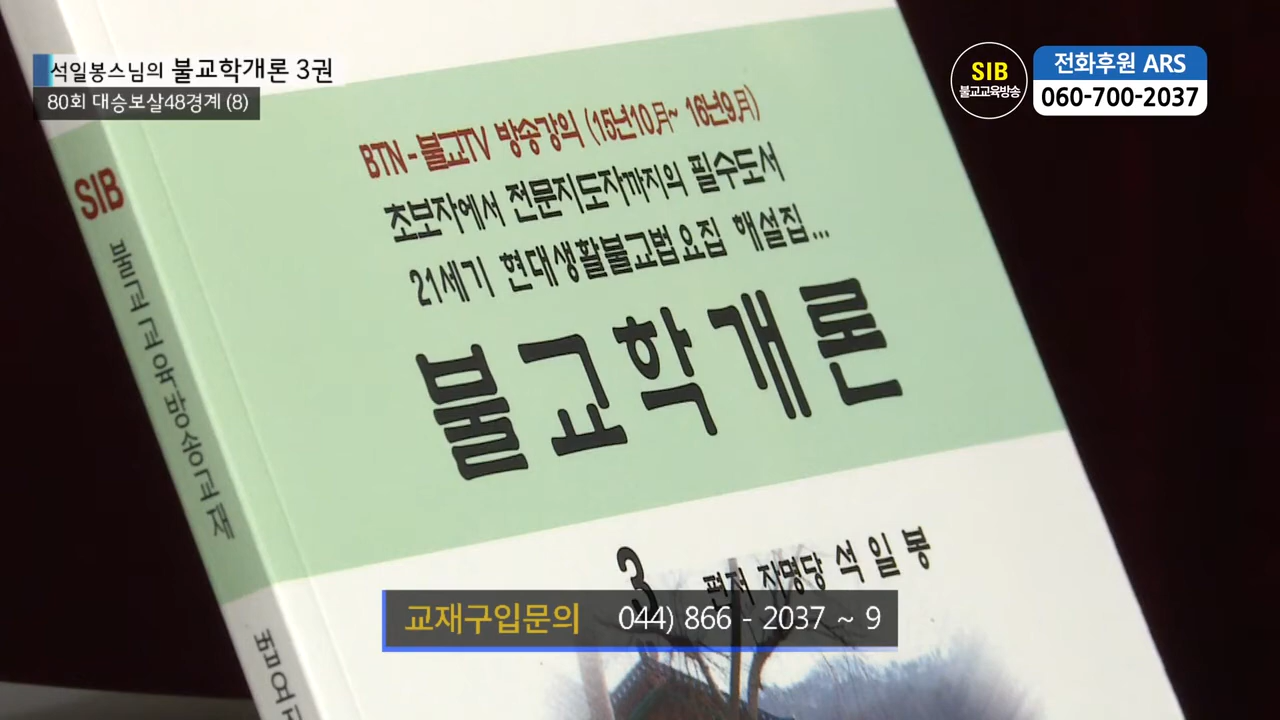 석일봉스님의 불교학개론 3권
80회 대승보살48경계 (8)
SIB
불교교육방송
전화후원 ARS
060-700-2037
BTN - 불교TV 방송강의 (15년10月~ 16년9月)
초보자에서 전문지도자까지의 필수도서
21세기 현대생활불교법요집 해설집...
불교학개론
3
편저 자명당 석일봉
SIB
불교교육방송교재
교재구입문의 044) 866 - 2037 ~ 9